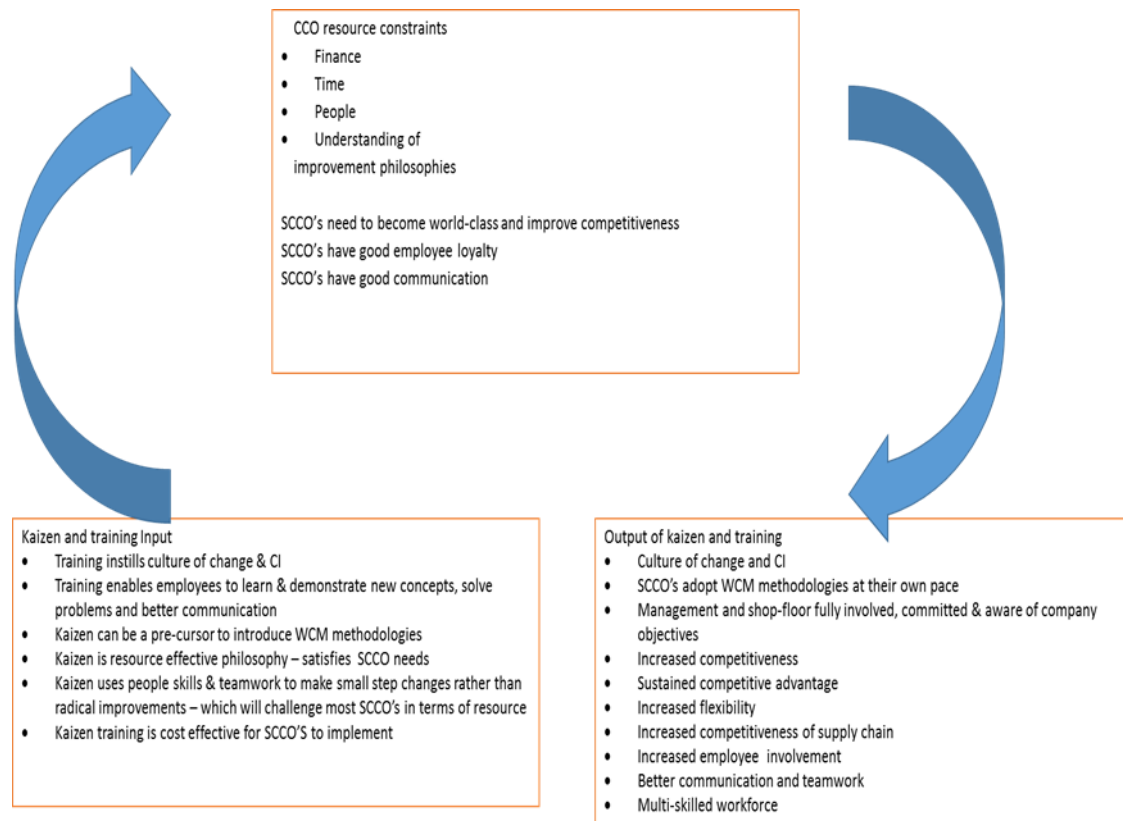 CCO resource constraints
• Finance
• Time
• People
• Understanding of
improvement philosophies
SCCO's need to become world-class and improve competitiveness
SCCO's have good employee loyalty
SCCO's have good communication
Kaizen and training Input
• Training instills culture of change & CI
• Training enables employees to learn & demonstrate new concepts, solve
problems and better communication
• Kaizen can be a pre-cursor to introduce WCM methodologies
• Kaizen is resource effective philosophy – satisfies SCCO needs
• Kaizen uses people skills & teamwork to make small step changes rather than
radical improvements – which will challenge most SCCO's in terms of resource
• Kaizen training is cost effective for SCCO'S to implement
Output of kaizen and training
• Culture of change and CI
• SCCO's adopt WCM methodologies at their own pace
• Management and shop-floor fully involved, committed & aware of company
objectives
• Increased competitiveness
• Sustained competitive advantage
• Increased flexibility
• Increased competitiveness of supply chain
• Increased employee involvement
• Better communication and teamwork
• Multi-skilled workforce